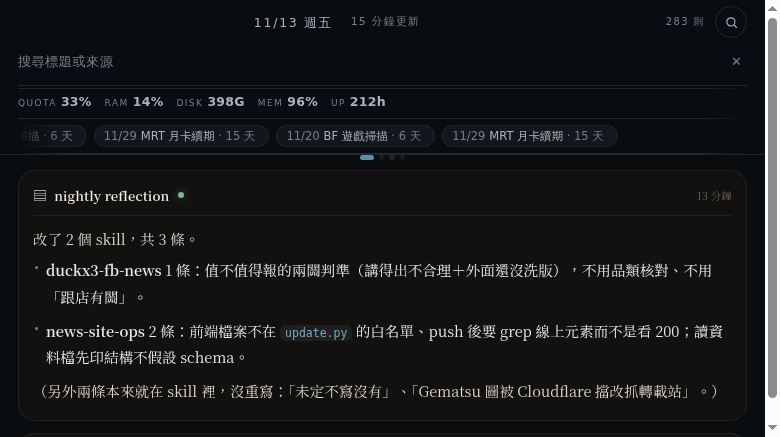 11/13 週五 15 分鐘更新 283 則
搜尋標題或來源 ×
QUOTA 33% RAM 14% DISK 398G MEM 96% UP 212h
掃描 · 6 天 11/29 MRT 月卡續期 · 15 天 11/20 BF 遊戲掃描 · 6 天 11/29 MRT 月卡續期 · 15 天
nightly reflection 13 分鐘
改了 2 個 skill，共 3 條。
• duckx3-fb-news 1 條：值不值得報的兩關判準（講得出不合理＋外面還沒洗版），不用品類核對、不用
「跟店有關」。
• news-site-ops 2 條：前端檔案不在 update.py 的白名單、push 後要 grep 線上元素而不是看 200；讀資
料檔先印結構不假設 schema。
（另外兩條本來就在 skill 裡，沒重寫：「未定不寫沒有」、「Gematsu 圖被 Cloudflare 擋改抓轉載站」。）